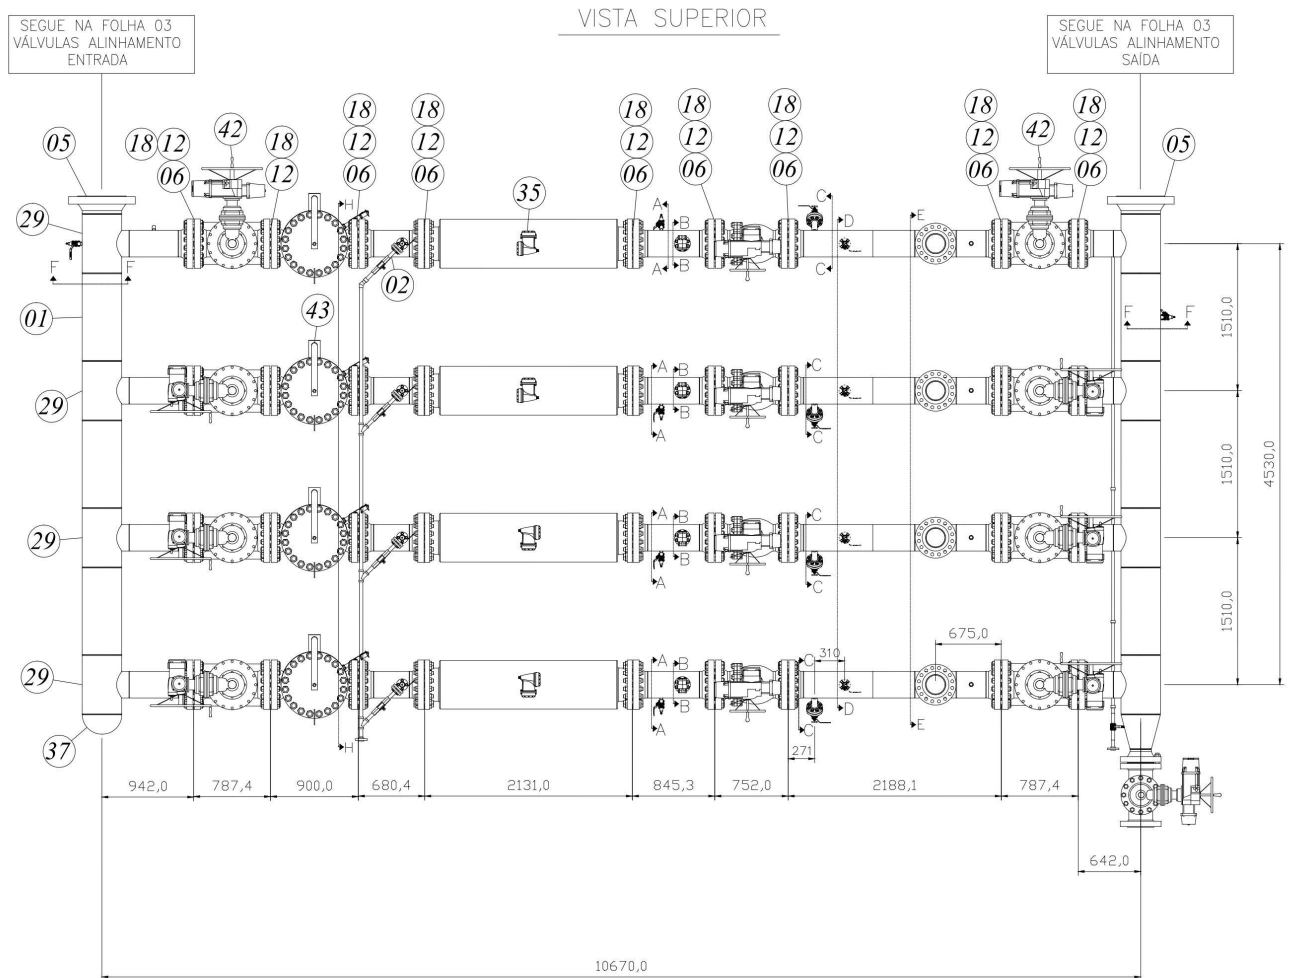 VISTA SUPERIOR
SEGUE NA FOLHA 03
VÁLVULAS ALINHAMENTO
ENTRADA
SEGUE NA FOLHA 03
VÁLVULAS ALINHAMENTO
SAÍDA
18 18 18 18 18 18 18
12 12 12 12 12 12 12
06 06 06 06 06 06 06
05 18 12 42 18 42 05
06 12
29 35
H A A B B C C D E
F F 02
01 43 F F
1510,0
29
A A B B C C
1510,0 4530,0
29
A A B B C C
1510,0
675,0
310
29
A A B B C C D E
37 H
271
942,0 787,4 900,0 680,4 2131,0 845,3 752,0 2188,1 787,4
642,0
10670,0